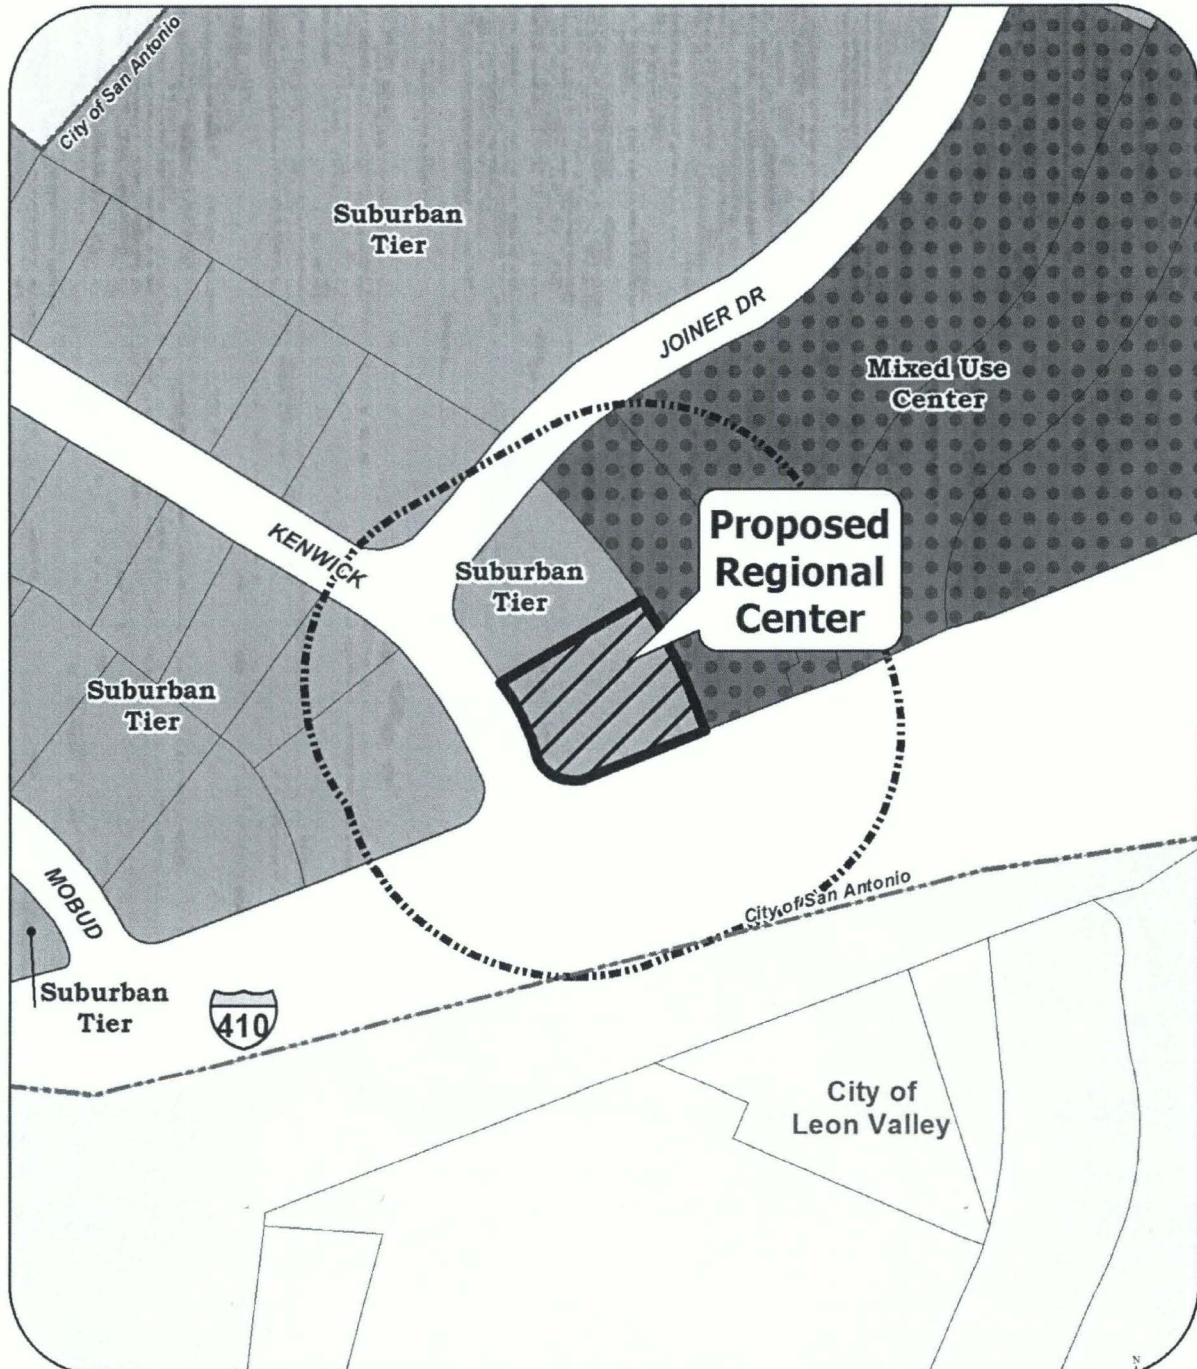 City of San Antonio
Suburban
Tier
JOINER DR
Mixed Use
Center
Proposed
Regional
Center
KENWICK
Suburban
Tier
Suburban
Tier
MOBUD
City of San Antonio
Suburban
Tier
410
City of
Leon Valley
N